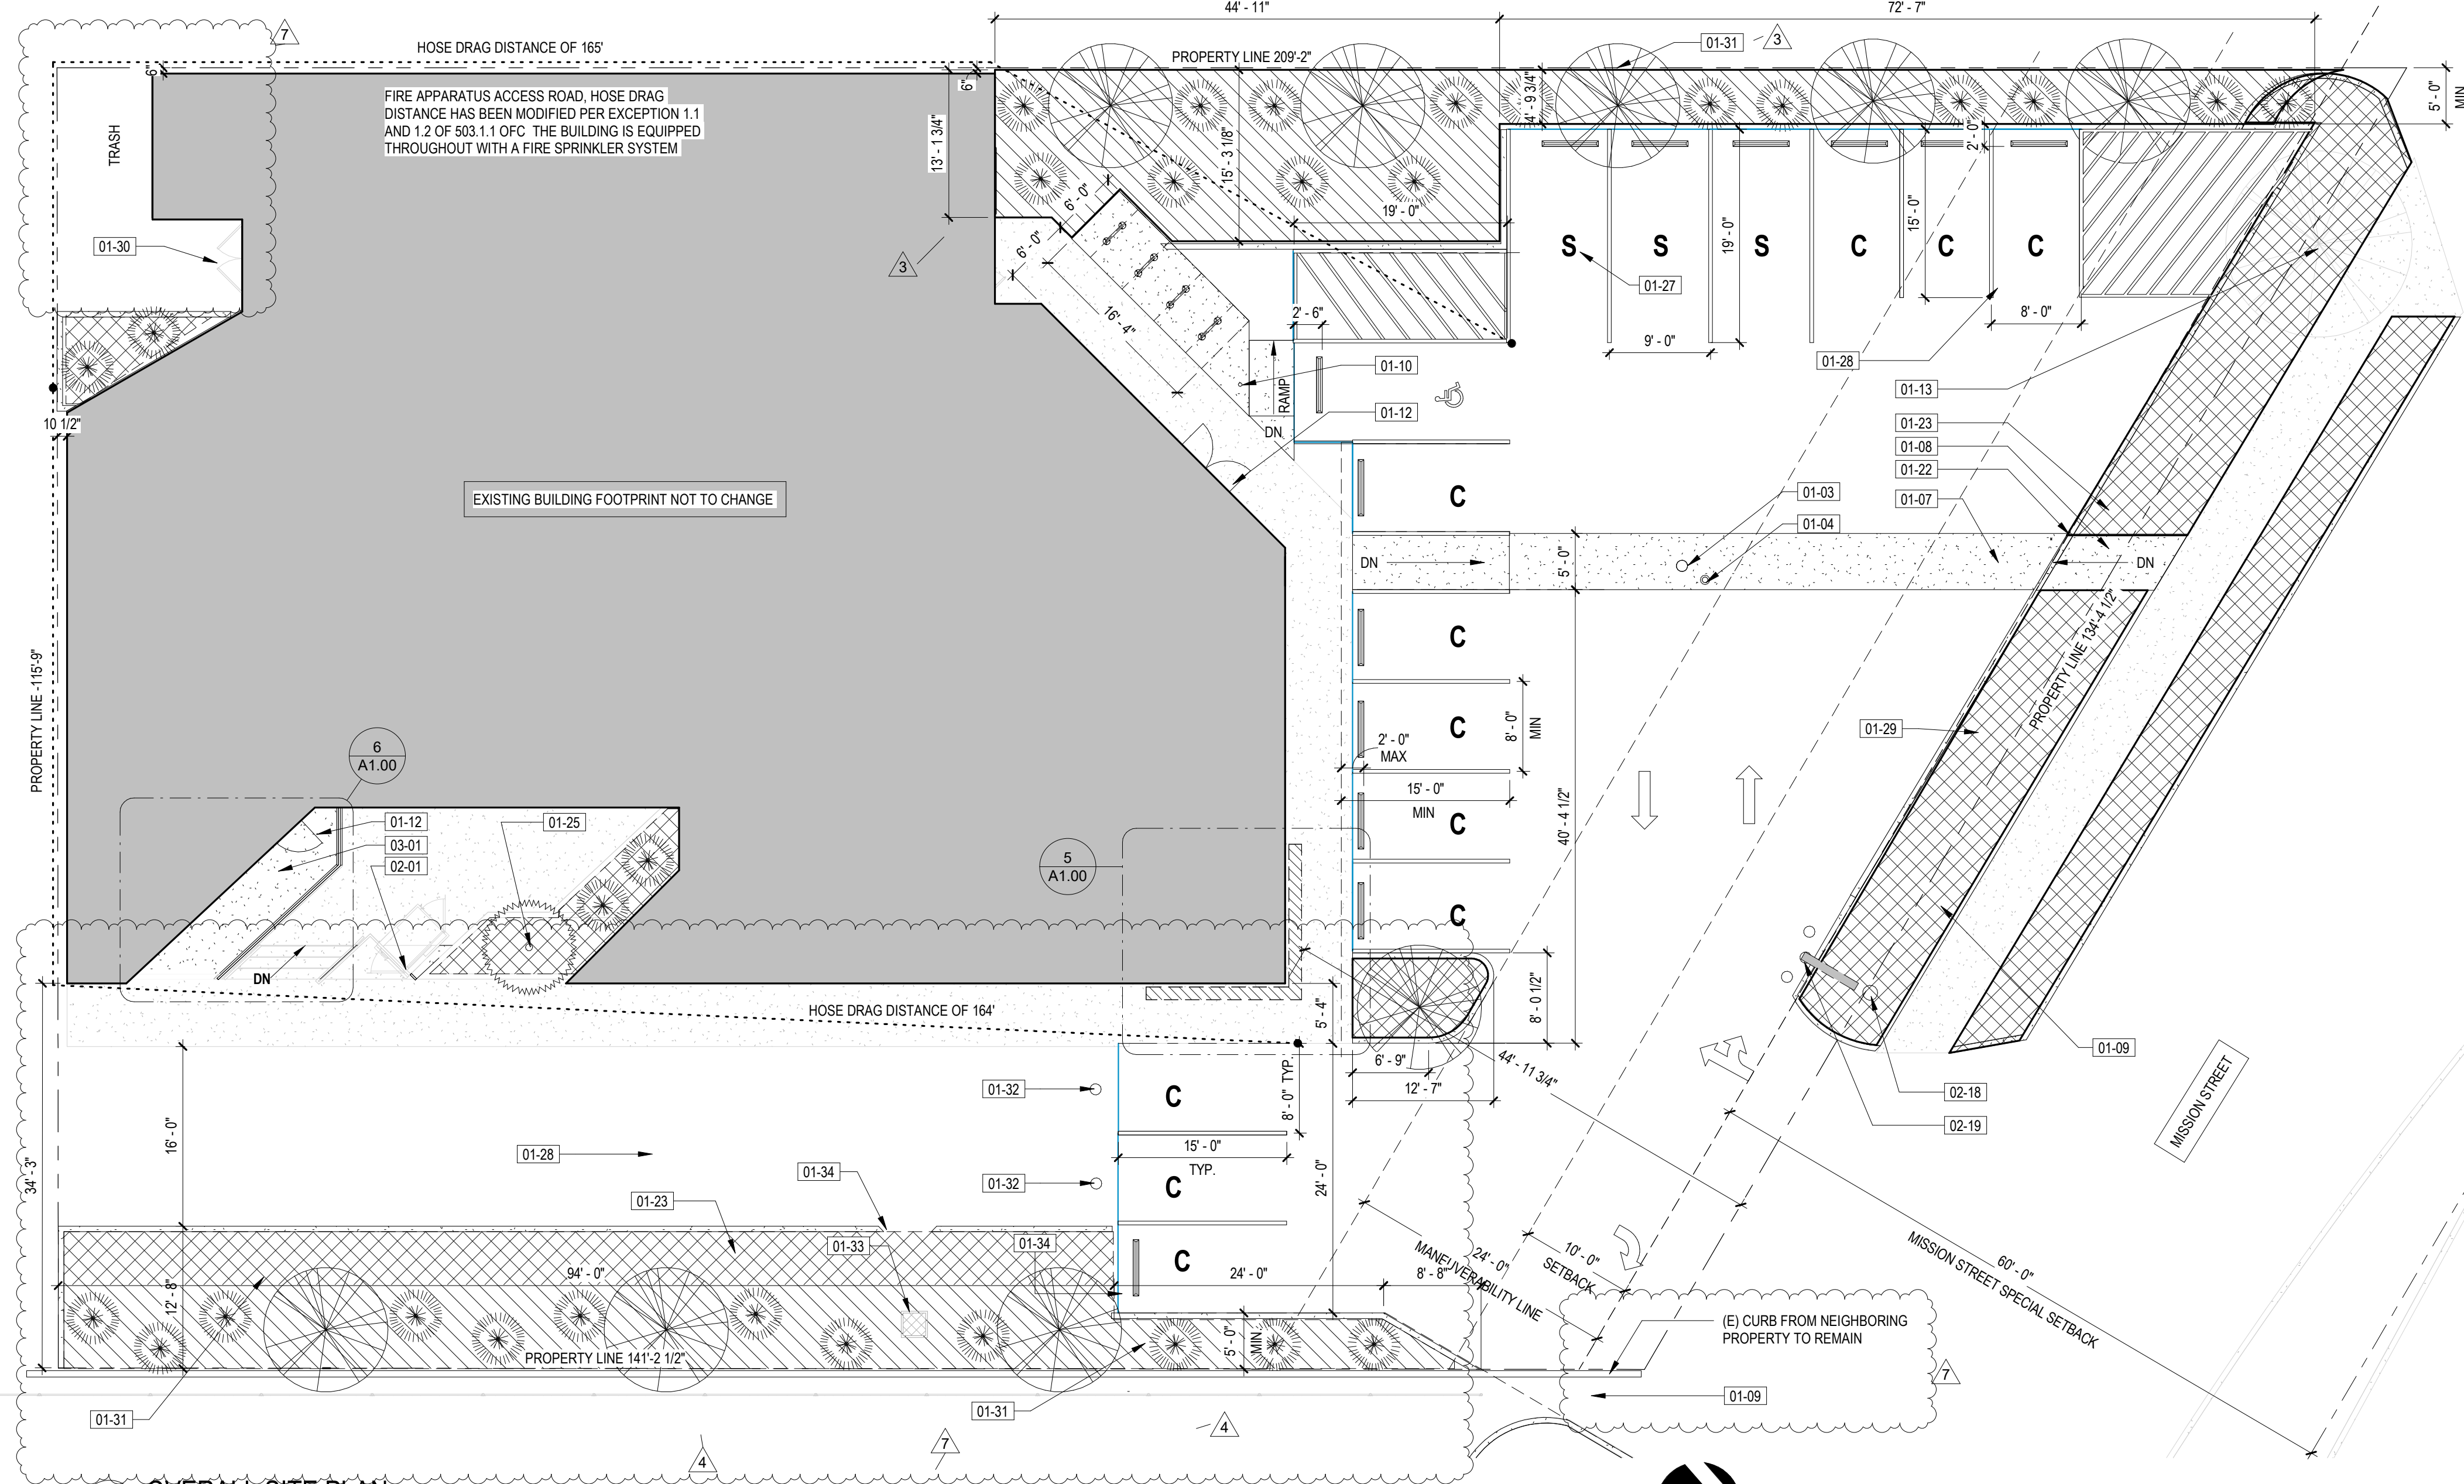 44' - 11"
72' - 7"
7
HOSE DRAG DISTANCE OF 165'
PROPERTY LINE 209'-2"
01-31
3
6"
6"
4' - 9 3/4"
5' - 0"
MIN
FIRE APPARATUS ACCESS ROAD, HOSE DRAG
DISTANCE HAS BEEN MODIFIED PER EXCEPTION 1.1
AND 1.2 OF 503.1.1 OFC THE BUILDING IS EQUIPPED
THROUGHOUT WITH A FIRE SPRINKLER SYSTEM
TRASH
13' - 1 3/4"
15' - 3 1/8"
2' - 0"
6' - 0"
19' - 0"
15' - 0"
01-30
6' - 0"
3
S
S
S
C
C
C
19' - 0"
01-27
16' - 4"
2' - 6"
8' - 0"
9' - 0"
01-28
01-10
RAMP
01-13
10 1/2"
01-12
DN
01-23
01-08
01-22
01-07
EXISTING BUILDING FOOTPRINT NOT TO CHANGE
C
01-03
01-04
DN
5' - 0"
DN
PROPERTY LINE -115'-9"
C
PROPERTY LINE 134'-4 1/2"
8' - 0"
MIN
C
01-29
6
A1.00
2' - 0"
MAX
15' - 0"
MIN
40' - 4 1/2"
01-12
01-25
C
03-01
02-01
5
A1.00
C
DN
HOSE DRAG DISTANCE OF 164'
5' - 4"
8' - 0 1/2"
01-09
6' - 9"
44' - 11 3/4"
12' - 7"
01-32
C
8' - 0" TYP.
02-18
02-19
MISSION STREET
16' - 0"
34' - 3"
01-28
15' - 0"
TYP.
01-34
01-32
C
24' - 0"
01-23
01-33
01-34
C
94' - 0"
24' - 0"
8' - 8"
24' - 0"
MANEUVERABILITY LINE
10' - 0"
SETBACK
60' - 0"
MISSION STREET SPECIAL SETBACK
12' - 8"
5' - 0"
MIN.
(E) CURB FROM NEIGHBORING
PROPERTY TO REMAIN
PROPERTY LINE 141'-2 1/2"
7
01-09
01-31
01-31
4
7
4
OVERALL SITE PLAN